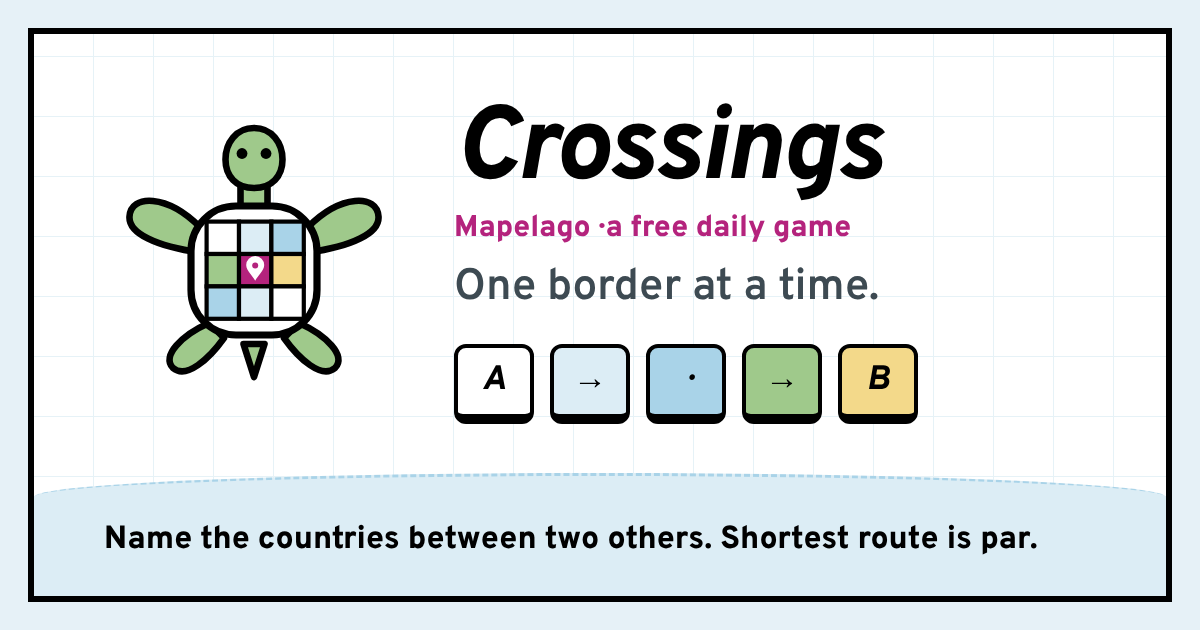 Crossings
Mapelago ·a free daily game
One border at a time.
A → · → B
Name the countries between two others. Shortest route is par.